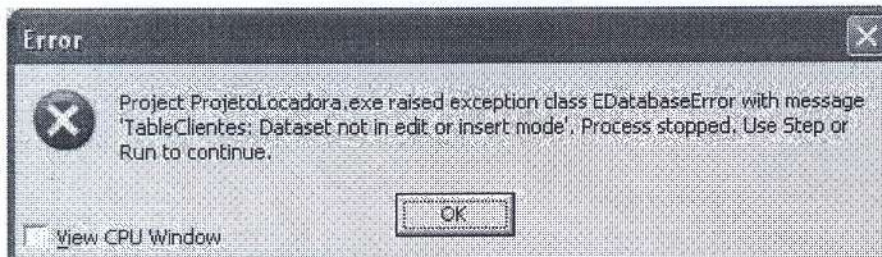 Error
Project ProjetoLocadora.exe raised exception class EDatabaseError with message
'TableClientes: Dataset not in edit or insert mode'. Process stopped. Use Step or
Run to continue.
OK
View CPU Window